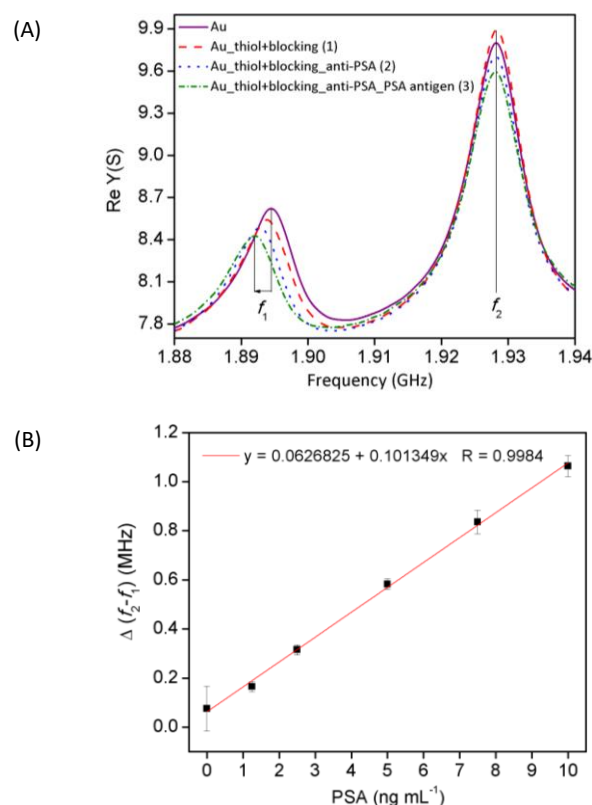 (A)
Au
Au_thiol+blocking (1)
Au_thiol+blocking_anti-PSA (2)
Au_thiol+blocking_anti-PSA_PSA antigen (3)
9.9
9.6
9.3
9.0
8.7
8.4
8.1
7.8
Re Y(S)
f₁
f₂
1.88 1.89 1.90 1.91 1.92 1.93 1.94
Frequency (GHz)
(B)
y = 0.0626825 + 0.101349x R = 0.9984
1.2
1.0
0.8
0.6
0.4
0.2
0.0
Δ (f₂-f₁) (MHz)
0 1 2 3 4 5 6 7 8 9 10
PSA (ng mL⁻¹)